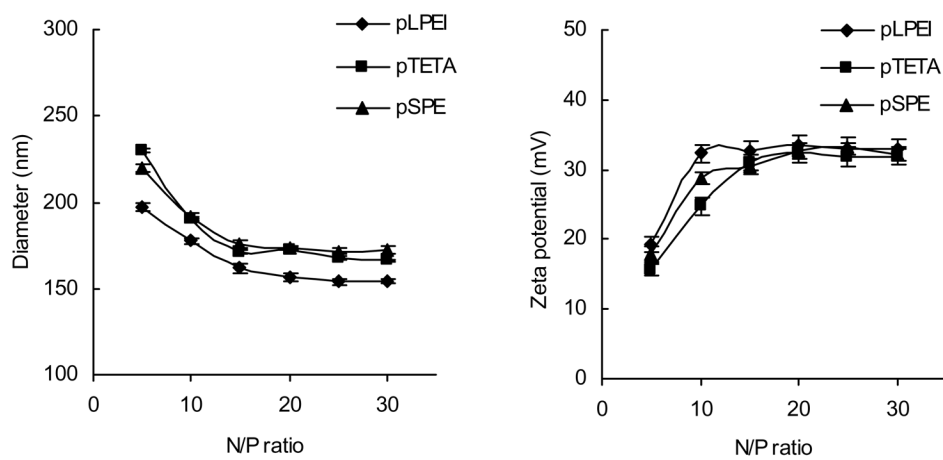 300
250
200
150
100
0
10
20
30
Diameter (nm)
N/P ratio
pLPEI
pTETA
pSPE
50
40
30
20
10
0
0
10
20
30
Zeta potential (mV)
N/P ratio
pLPEI
pTETA
pSPE